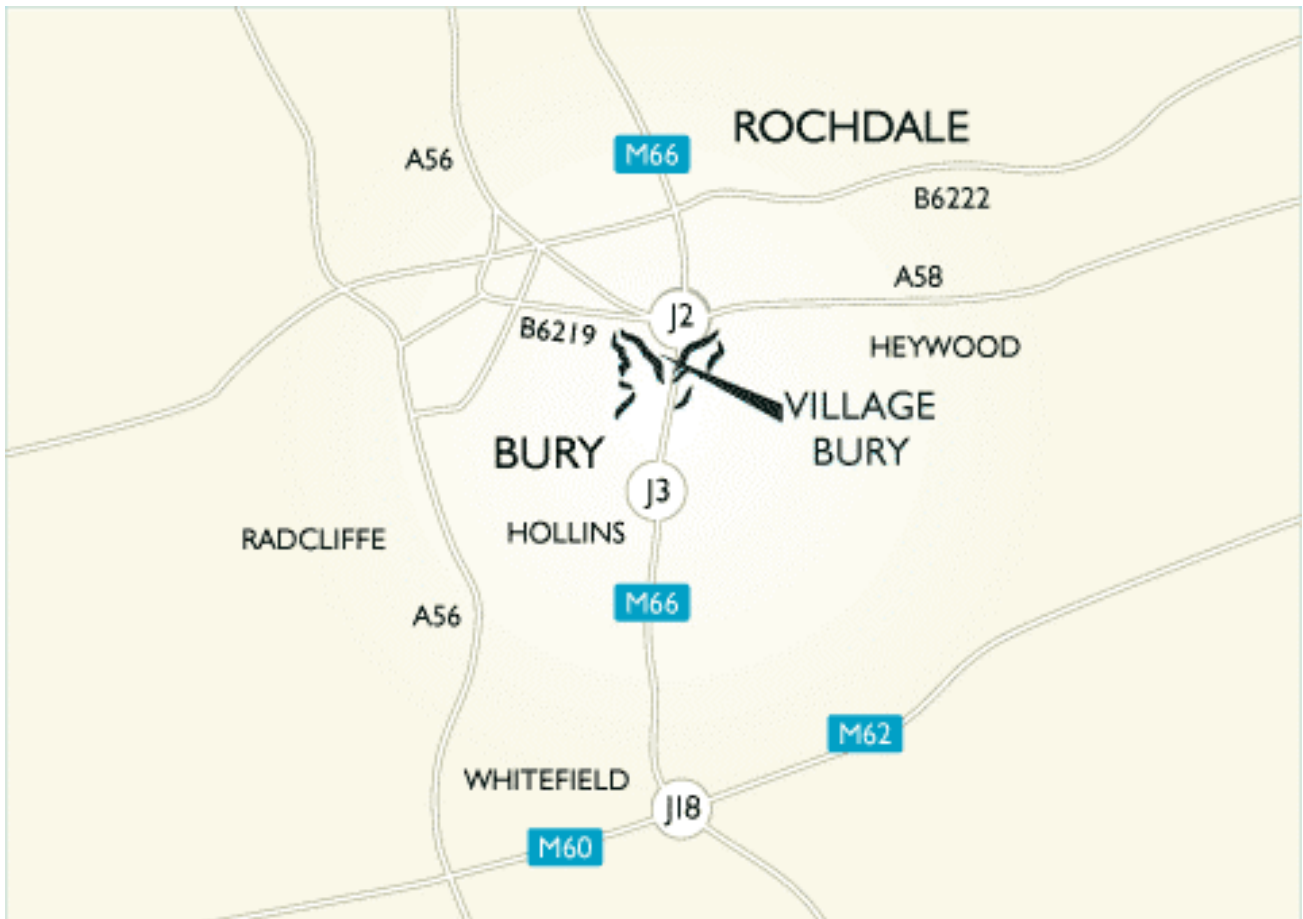 ROCHDALE
A56
M66
B6222
A58
J2
B6219
HEYWOOD
VILLAGE
BURY
BURY
J3
HOLLINS
RADCLIFFE
M66
A56
M62
WHITEFIELD
J18
M60